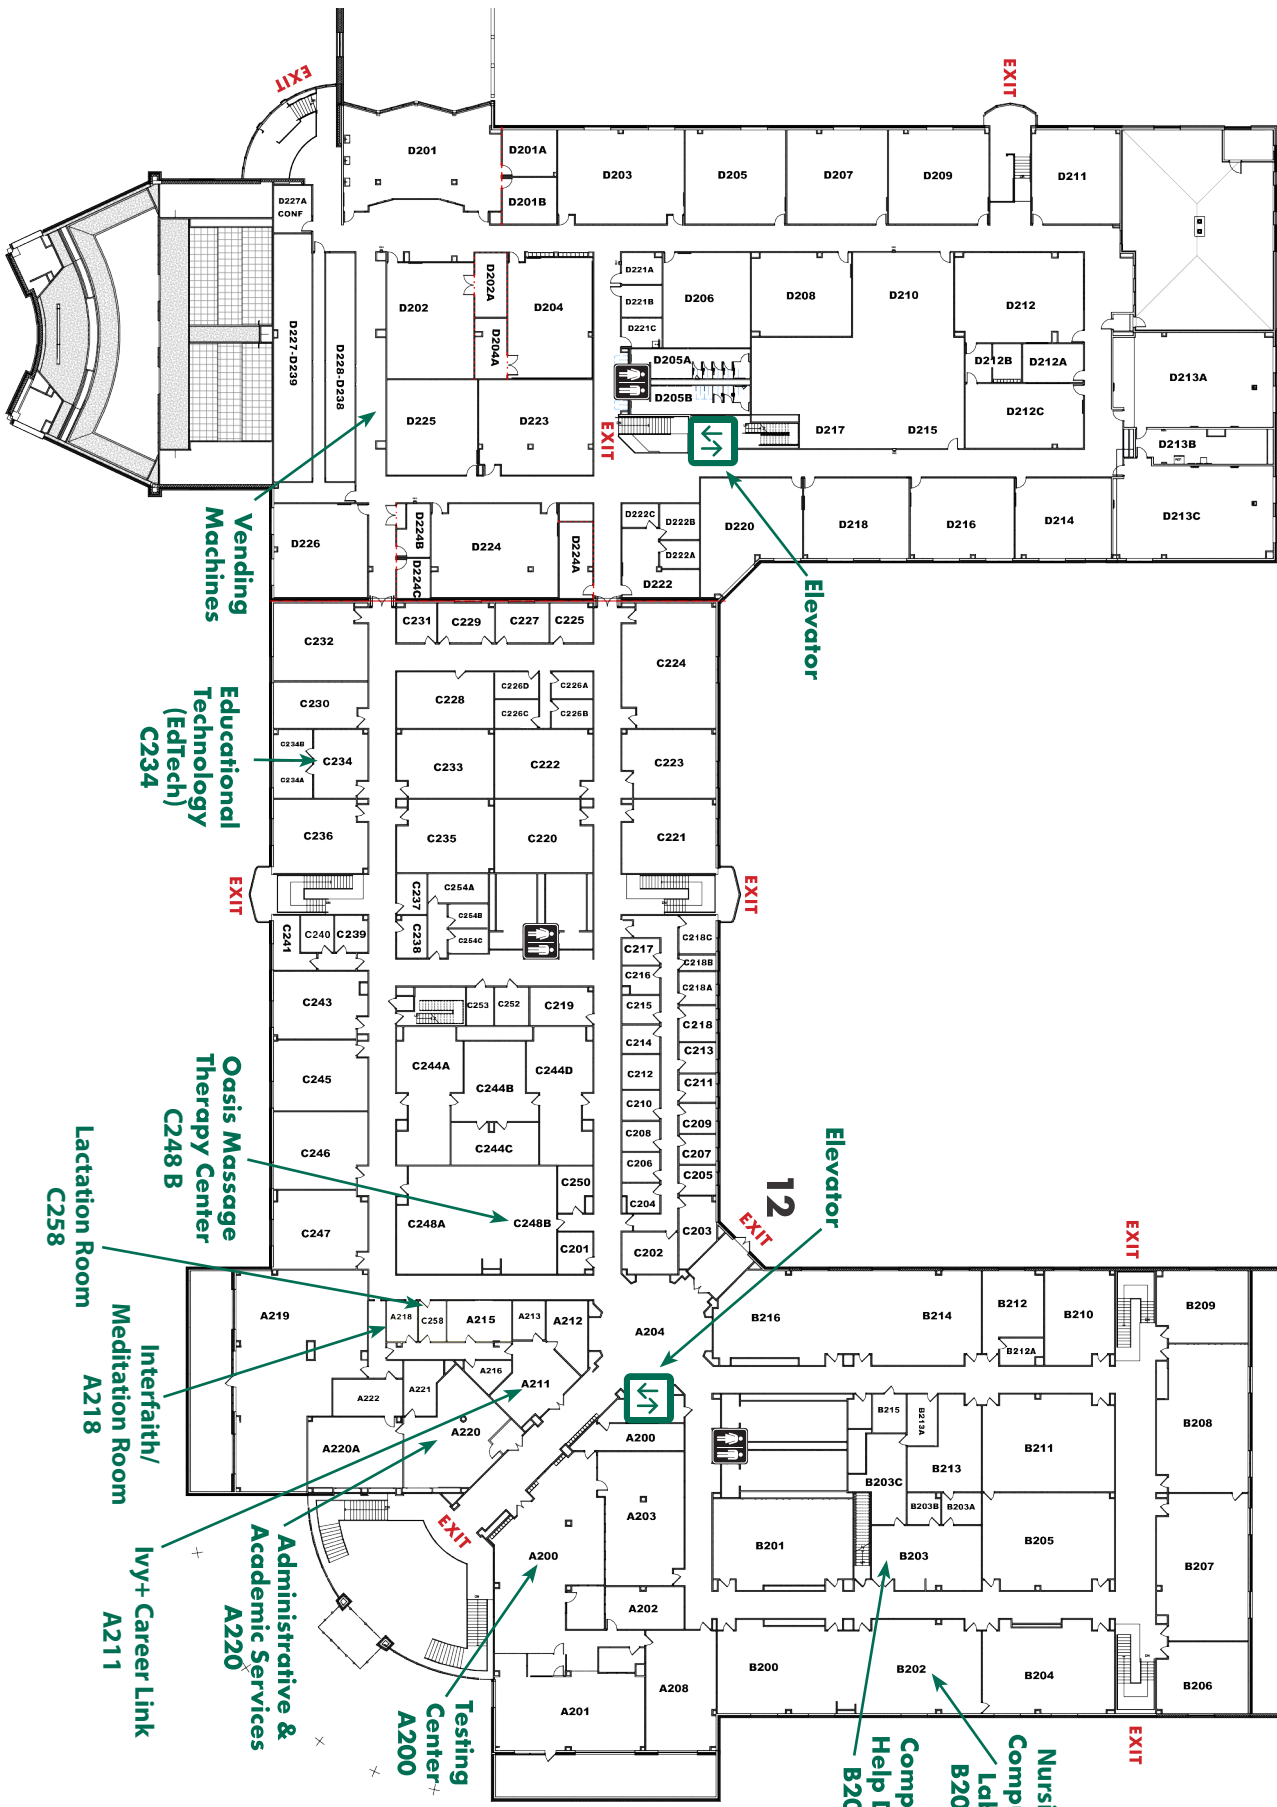 EXIT
EXIT
D201
D201A
D201B
D203
D205
D207
D209
D211
D227A
CONF
D202
D202A
D204
D204A
D221A
D221B
D221C
D206
D208
D210
D212
D212B
D212A
D212C
D213A
D213B
D213C
D205A
D205B
D227-D239
D228-D238
D225
D223
EXIT
D217
D215
D226
D224B
D224C
D224
D224A
D222C
D222B
D222A
D222
D220
D218
D216
D214
Vending
Machines
Elevator
C232
C231
C229
C227
C225
C224
C230
C228
C226D
C226A
C226C
C226B
C234B
C234
C234A
C233
C222
C223
Educational
Technology
(EdTech)
C234
C236
C235
C220
C221
EXIT
EXIT
C237
C238
C254A
C254B
C254C
C241
C240
C239
C217
C216
C215
C214
C212
C210
C208
C206
C204
C202
C218C
C218B
C218A
C218
C213
C211
C209
C207
C205
C203
C243
C253
C252
C219
C245
C244A
C244B
C244D
C244C
C246
C247
C248A
C248B
C250
C201
Oasis Massage
Therapy Center
C248 B
Lactation Room
C258
Interfaith/
Meditation Room
A218
12
EXIT
Elevator
EXIT
A219
A218
C258
A215
A213
A212
A204
A216
A211
A221
A222
A220
A220A
A200
A203
A200
A202
A201
A208
EXIT
B216
B214
B212
B212A
B210
B209
B208
B215
B213A
B213
B211
B203C
B203B
B203A
B201
B203
B205
B207
B200
B202
B204
B206
EXIT
Ivy+ Career Link
A211
Administrative &
Academic Services
A220
Testing
Center
A200
Comp
Help
B20
Nursi
Comp
La
B20